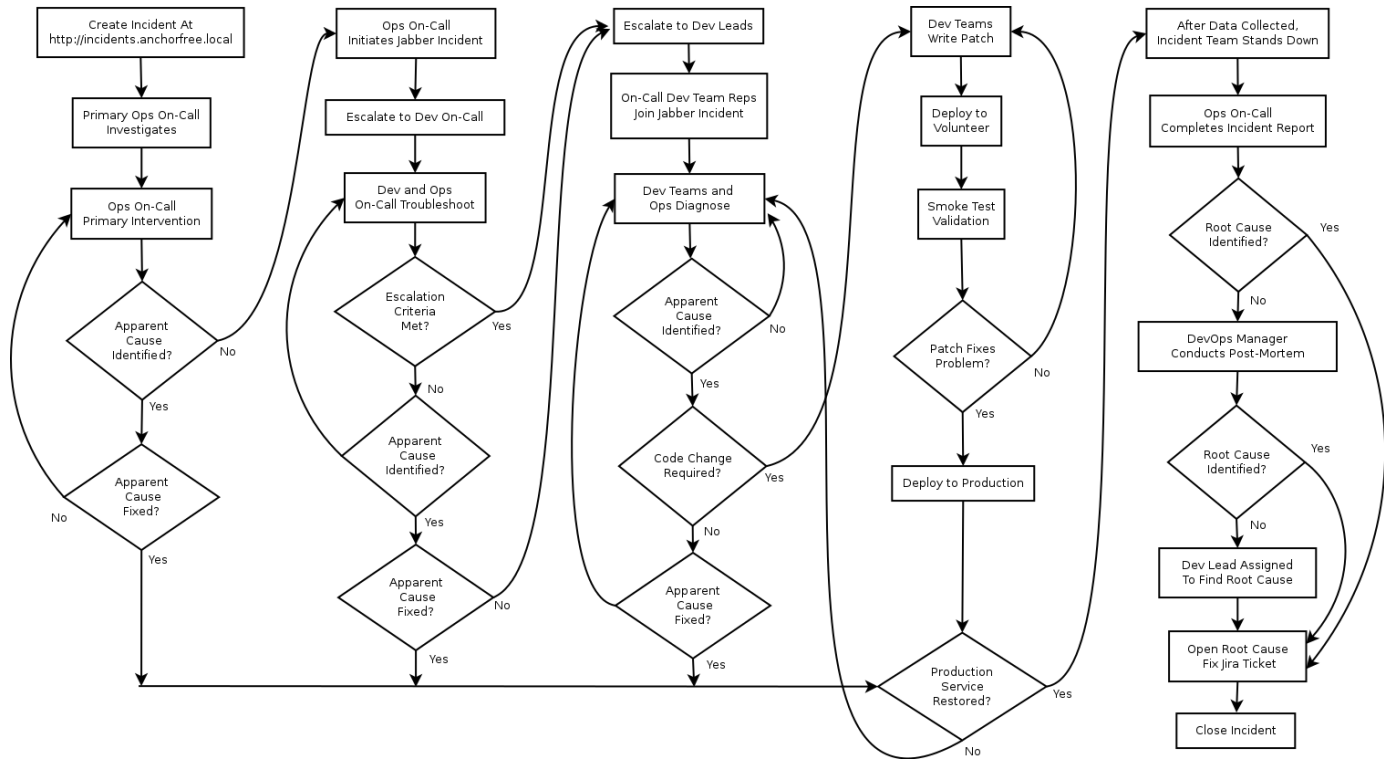 Create Incident At
http://incidents.anchorfree.local
Primary Ops On-Call
Investigates
Ops On-Call
Primary Intervention
Apparent
Cause
Identified?
No
Yes
Apparent
Cause
Fixed?
No
Yes
Ops On-Call
Initiates Jabber Incident
Escalate to Dev On-Call
Dev and Ops
On-Call Troubleshoot
Escalation
Criteria
Met?
Yes
No
Apparent
Cause
Identified?
No
Yes
Apparent
Cause
Fixed?
No
Yes
Escalate to Dev Leads
On-Call Dev Team Reps
Join Jabber Incident
Dev Teams and
Ops Diagnose
Apparent
Cause
Identified?
No
Yes
Code Change
Required?
Yes
No
Apparent
Cause
Fixed?
Yes
Dev Teams
Write Patch
Deploy to
Volunteer
Smoke Test
Validation
Patch Fixes
Problem?
No
Yes
Deploy to Production
Production
Service
Restored?
Yes
No
After Data Collected,
Incident Team Stands Down
Ops On-Call
Completes Incident Report
Root Cause
Identified?
Yes
No
DevOps Manager
Conducts Post-Mortem
Root Cause
Identified?
Yes
No
Dev Lead Assigned
To Find Root Cause
Open Root Cause
Fix Jira Ticket
Close Incident